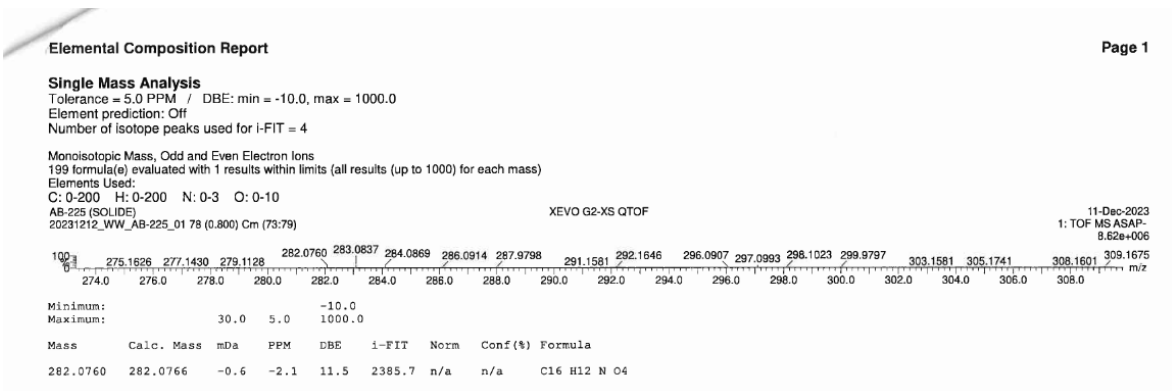 Elemental Composition Report Page 1
Single Mass Analysis
Tolerance = 5.0 PPM / DBE: min = -10.0, max = 1000.0
Element prediction: Off
Number of isotope peaks used for i-FIT = 4
Monoisotopic Mass, Odd and Even Electron Ions
199 formula(e) evaluated with 1 results within limits (all results (up to 1000) for each mass)
Elements Used:
C: 0-200 H: 0-200 N: 0-3 O: 0-10
AB-225 (SOLIDE) XEVO G2-XS QTOF 11-Dec-2023
20231212_WW_AB-225_01 78 (0.800) Cm (73:79) 1: TOF MS ASAP-
8.62e+006
100 275.1626 277.1430 279.1128 282.0760 283.0837 284.0869 286.0914 287.9798 291.1581 292.1646 296.0907 297.0993 298.1023 299.9797 303.1581 305.1741 308.1601 309.1675
0 m/z
274.0 276.0 278.0 280.0 282.0 284.0 286.0 288.0 290.0 292.0 294.0 296.0 298.0 300.0 302.0 304.0 306.0 308.0
Minimum: -10.0
Maximum: 30.0 5.0 1000.0
Mass Calc. Mass mDa PPM DBE i-FIT Norm Conf(%) Formula
282.0760 282.0766 -0.6 -2.1 11.5 2385.7 n/a n/a C16 H12 N O4